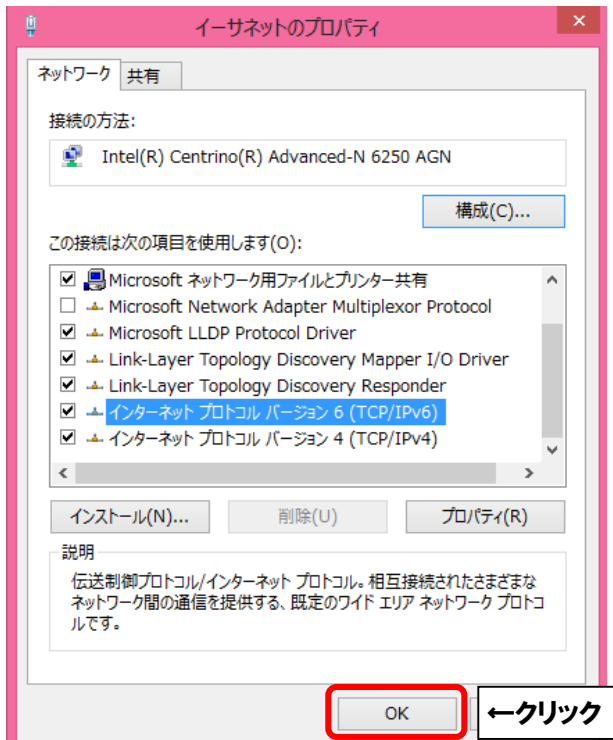 イーサネットのプロパティ
×
ネットワーク 共有
接続の方法:
Intel(R) Centrino(R) Advanced-N 6250 AGN
構成(C)...
この接続は次の項目を使用します(O):
Microsoft ネットワーク用ファイルとプリンター共有
Microsoft Network Adapter Multiplexor Protocol
Microsoft LLDP Protocol Driver
Link-Layer Topology Discovery Mapper I/O Driver
Link-Layer Topology Discovery Responder
インターネット プロトコル バージョン 6 (TCP/IPv6)
インターネット プロトコル バージョン 4 (TCP/IPv4)
インストール(N)... 削除(U) プロパティ(R)
説明
伝送制御プロトコル/インターネット プロトコル。相互接続されたさまざまな
ネットワーク間の通信を提供する、既定のワイド エリア ネットワーク プロトコ
ルです。
OK ←クリック